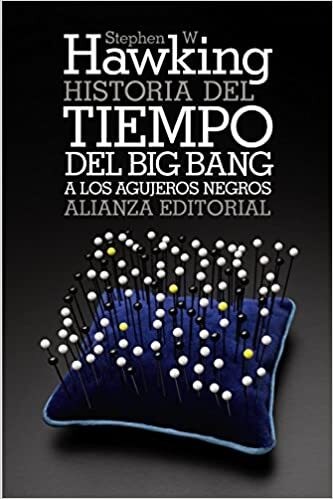 Stephen W
Hawking
HISTORIA DEL
TIEMPO
DEL BIG BANG
A LOS AGUJEROS NEGROS
ALIANZA EDITORIAL